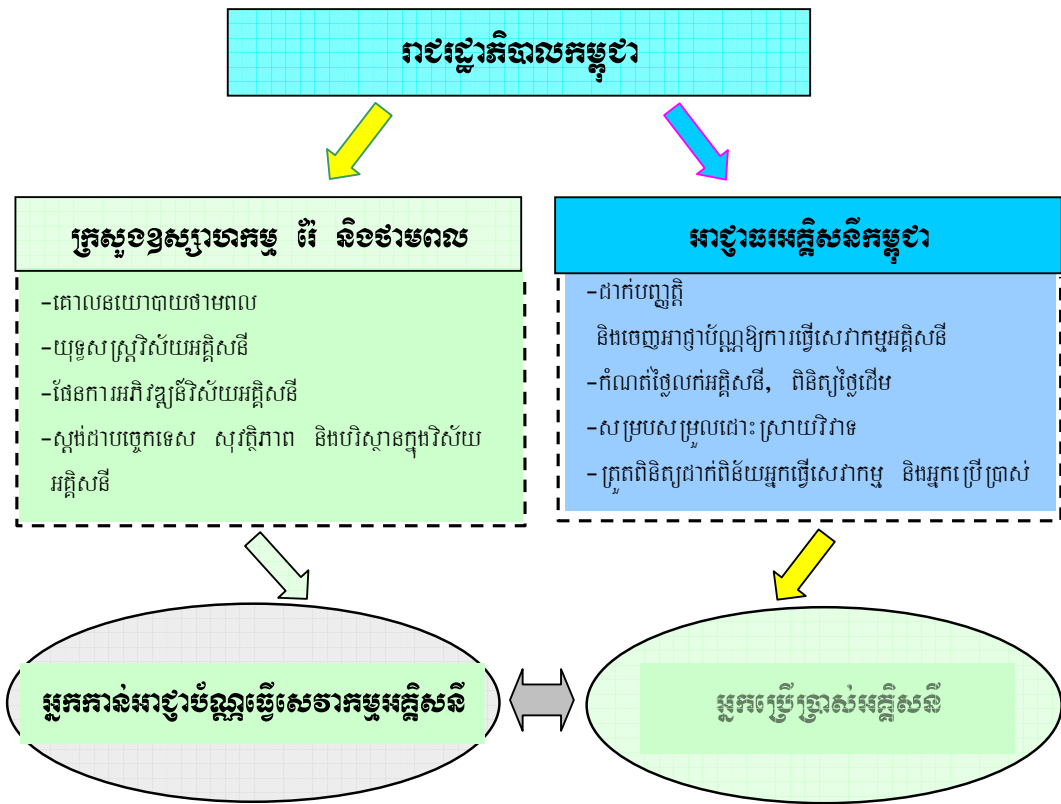 រាជរដ្ឋាភិបាលកម្ពុជា
ក្រសួងឧស្សាហកម្ម រ៉ែ និងថាមពល
-គោលនយោបាយថាមពល
-យុទ្ធសស្ត្រវិស័យអគ្គិសនី
-ផែនការអភិវឌ្ឍន៍វិស័យអគ្គិសនី
-ស្តង់ដាបច្ចេកទេស សុវត្ថិភាព និងបរិស្ថានក្នុងវិស័យ
អគ្គិសនី
អាជ្ញាធរអគ្គិសនីកម្ពុជា
-ដាក់បញ្ញត្តិ
និងចេញអាជ្ញាប័ណ្ណឱ្យការធ្វើសេវាកម្មអគ្គិសនី
-កំណត់ថ្លៃលក់អគ្គិសនី, ពិនិត្យថ្លៃដើម
-សម្របសម្រួលដោះស្រាយវិវាទ
-ត្រួតពិនិត្យដាក់ពិន័យអ្នកធ្វើសេវាកម្ម និងអ្នកប្រើប្រាស់
អ្នកកាន់អាជ្ញាប័ណ្ណធ្វើសេវាកម្មអគ្គិសនី
អ្នកប្រើប្រាស់អគ្គិសនី